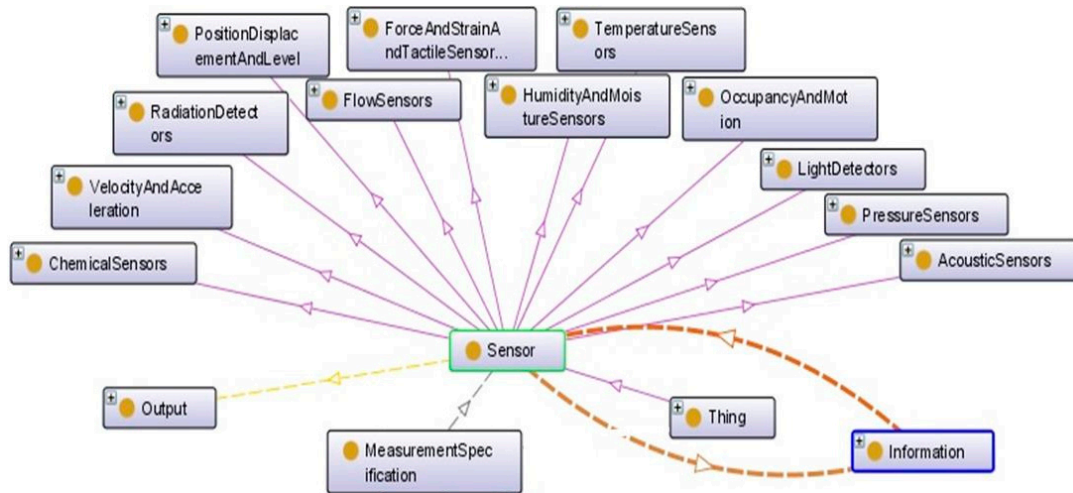 PositionDisplac
ementAndLevel
ForceAndStrainA
ndTactileSensor...
TemperatureSens
ors
RadiationDetect
ors
FlowSensors
HumidityAndMois
tureSensors
OccupancyAndMot
ion
VelocityAndAcce
leration
LightDetectors
ChemicalSensors
PressureSensors
AcousticSensors
Sensor
Output
MeasurementSpec
ification
Thing
Information